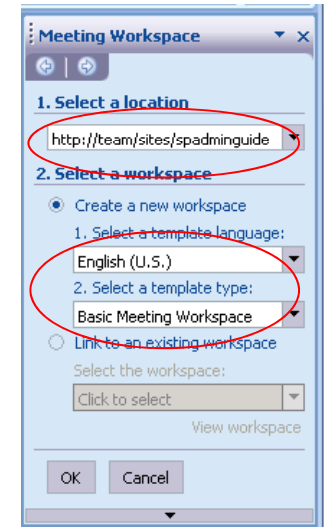 Meeting Workspace
1. Select a location
http://team/sites/spadminguide
2. Select a workspace
Create a new workspace
1. Select a template language:
English (U.S.)
2. Select a template type:
Basic Meeting Workspace
Link to an existing workspace
Select the workspace:
Click to select
View workspace
OK Cancel